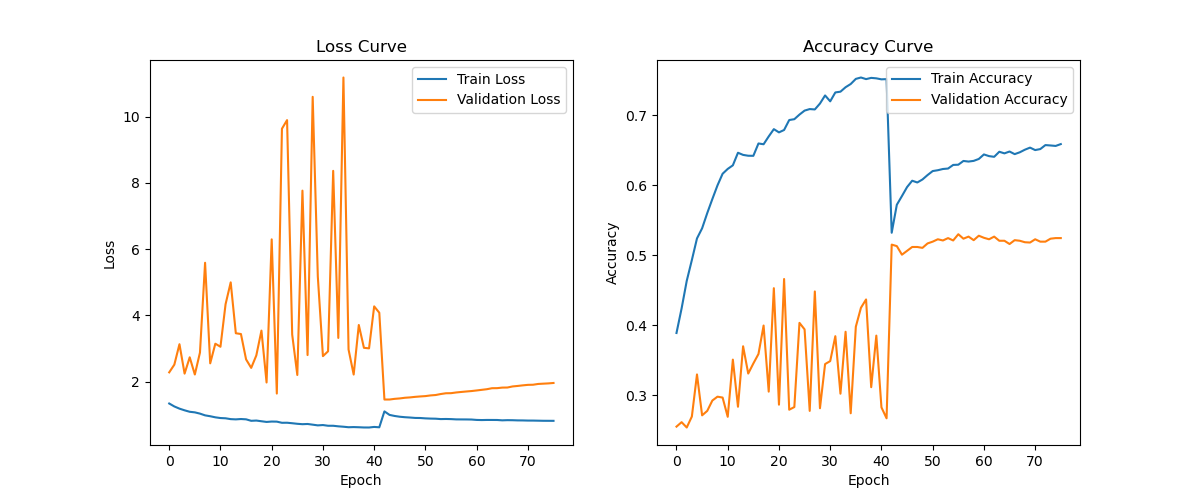 Loss Curve
Train Loss
Validation Loss
10
8
6
4
2
Loss
0 10 20 30 40 50 60 70
Epoch
Accuracy Curve
Train Accuracy
Validation Accuracy
0.7
0.6
0.5
0.4
0.3
Accuracy
0 10 20 30 40 50 60 70
Epoch